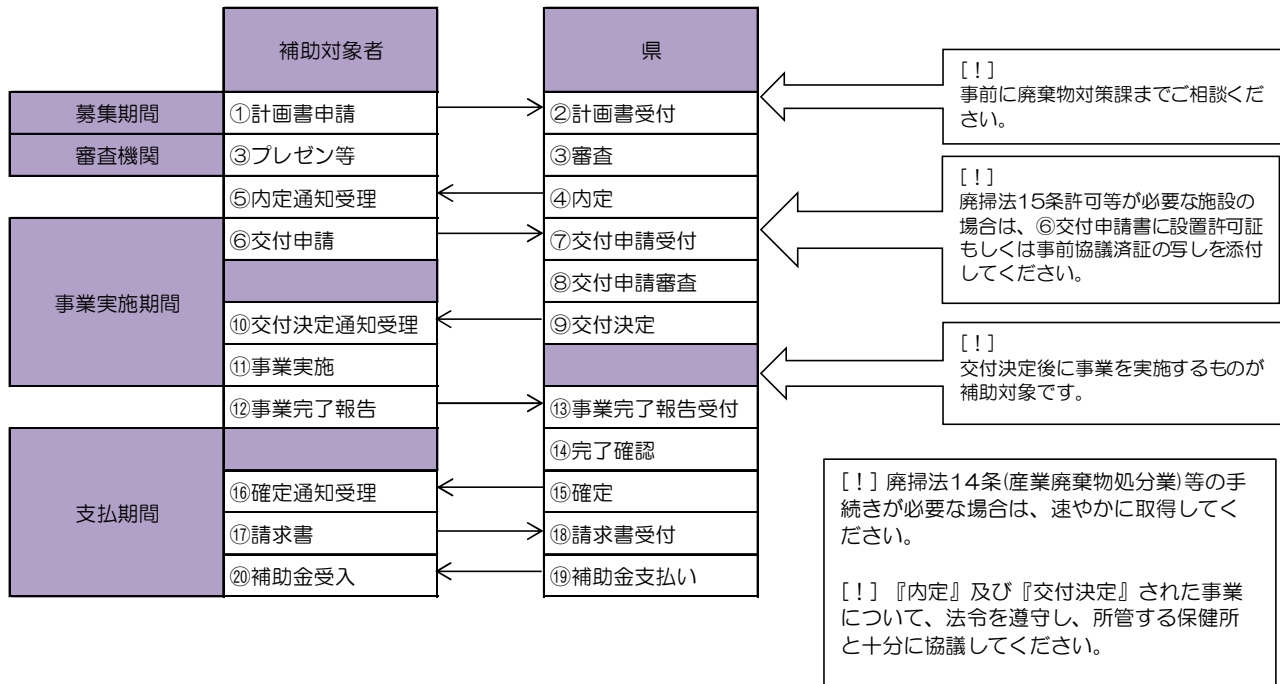 補助対象者
県
募集期間
①計画書申請
②計画書受付
審査機関
③プレゼン等
③審査
⑤内定通知受理
④内定
事業実施期間
⑥交付申請
⑦交付申請受付
⑧交付申請審査
⑩交付決定通知受理
⑨交付決定
⑪事業実施
⑫事業完了報告
⑬事業完了報告受付
支払期間
⑭完了確認
⑯確定通知受理
⑮確定
⑰請求書
⑱請求書受付
⑳補助金受入
⑲補助金支払い
[！]
事前に廃棄物対策課までご相談くだ
さい。
[！]
廃掃法15条許可等が必要な施設の
場合は、⑥交付申請書に設置許可証
もしくは事前協議済証の写しを添付
してください。
[！]
交付決定後に事業を実施するものが
補助対象です。
[！] 廃掃法14条(産業廃棄物処分業)等の手
続きが必要な場合は、速やかに取得してく
ださい。
[！] 『内定』及び『交付決定』された事業
について、法令を遵守し、所管する保健所
と十分に協議してください。